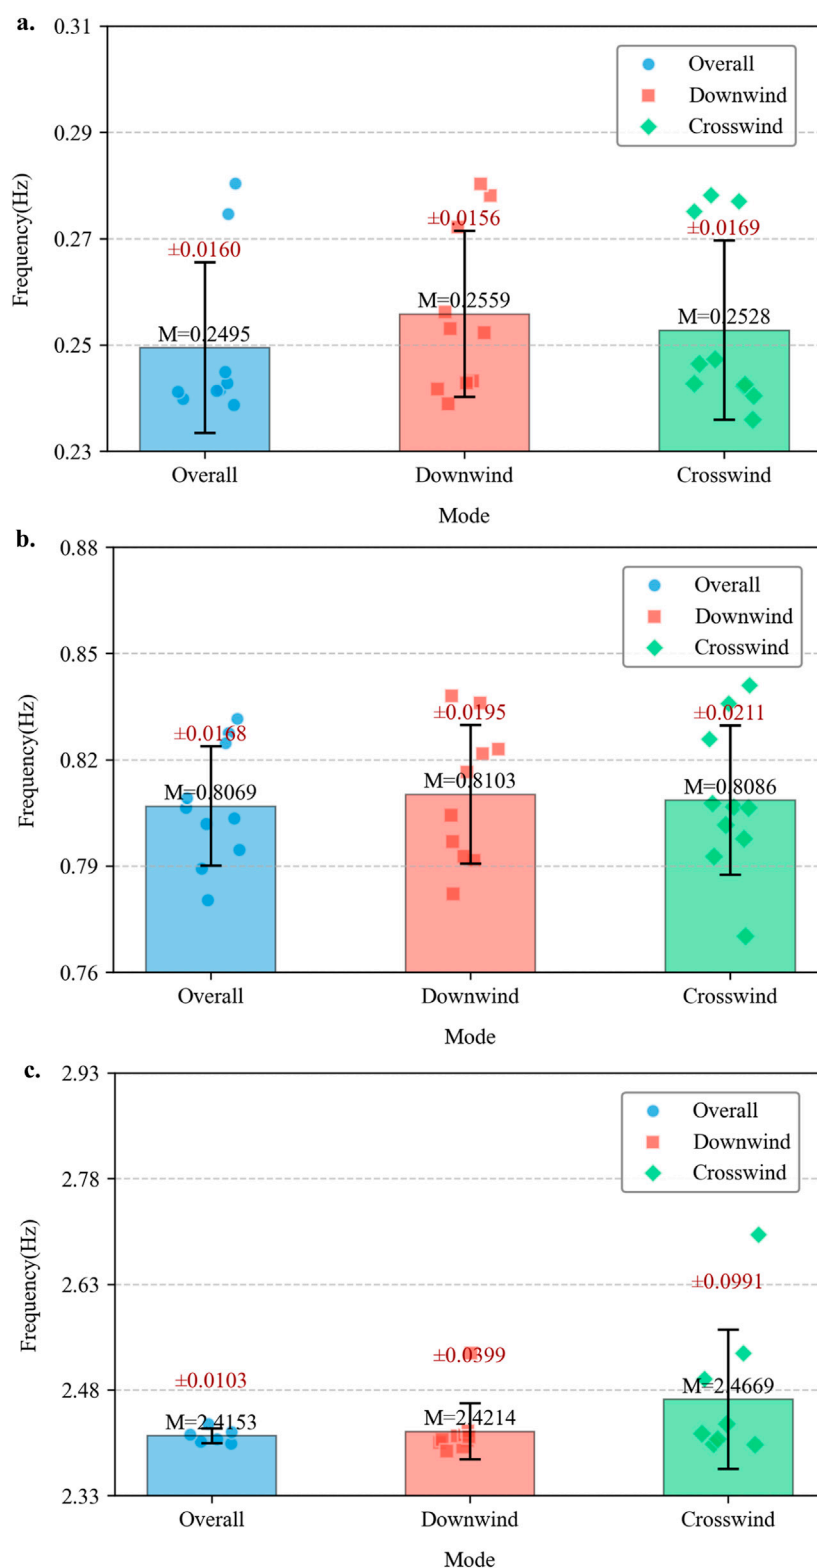 a.
0.31
0.29
0.27
0.25
0.23
Frequency(Hz)
Overall
Downwind
Crosswind
±0.0160
±0.0156
±0.0169
M=0.2495
M=0.2559
M=0.2528
Overall
Downwind
Crosswind
Mode
b.
0.88
0.85
0.82
0.79
0.76
Frequency(Hz)
Overall
Downwind
Crosswind
±0.0168
±0.0195
±0.0211
M=0.8069
M=0.8103
M=0.8086
Overall
Downwind
Crosswind
Mode
c.
2.93
2.78
2.63
2.48
2.33
Frequency(Hz)
Overall
Downwind
Crosswind
±0.0103
±0.0399
±0.0991
M=2.4153
M=2.4214
M=2.4669
Overall
Downwind
Crosswind
Mode